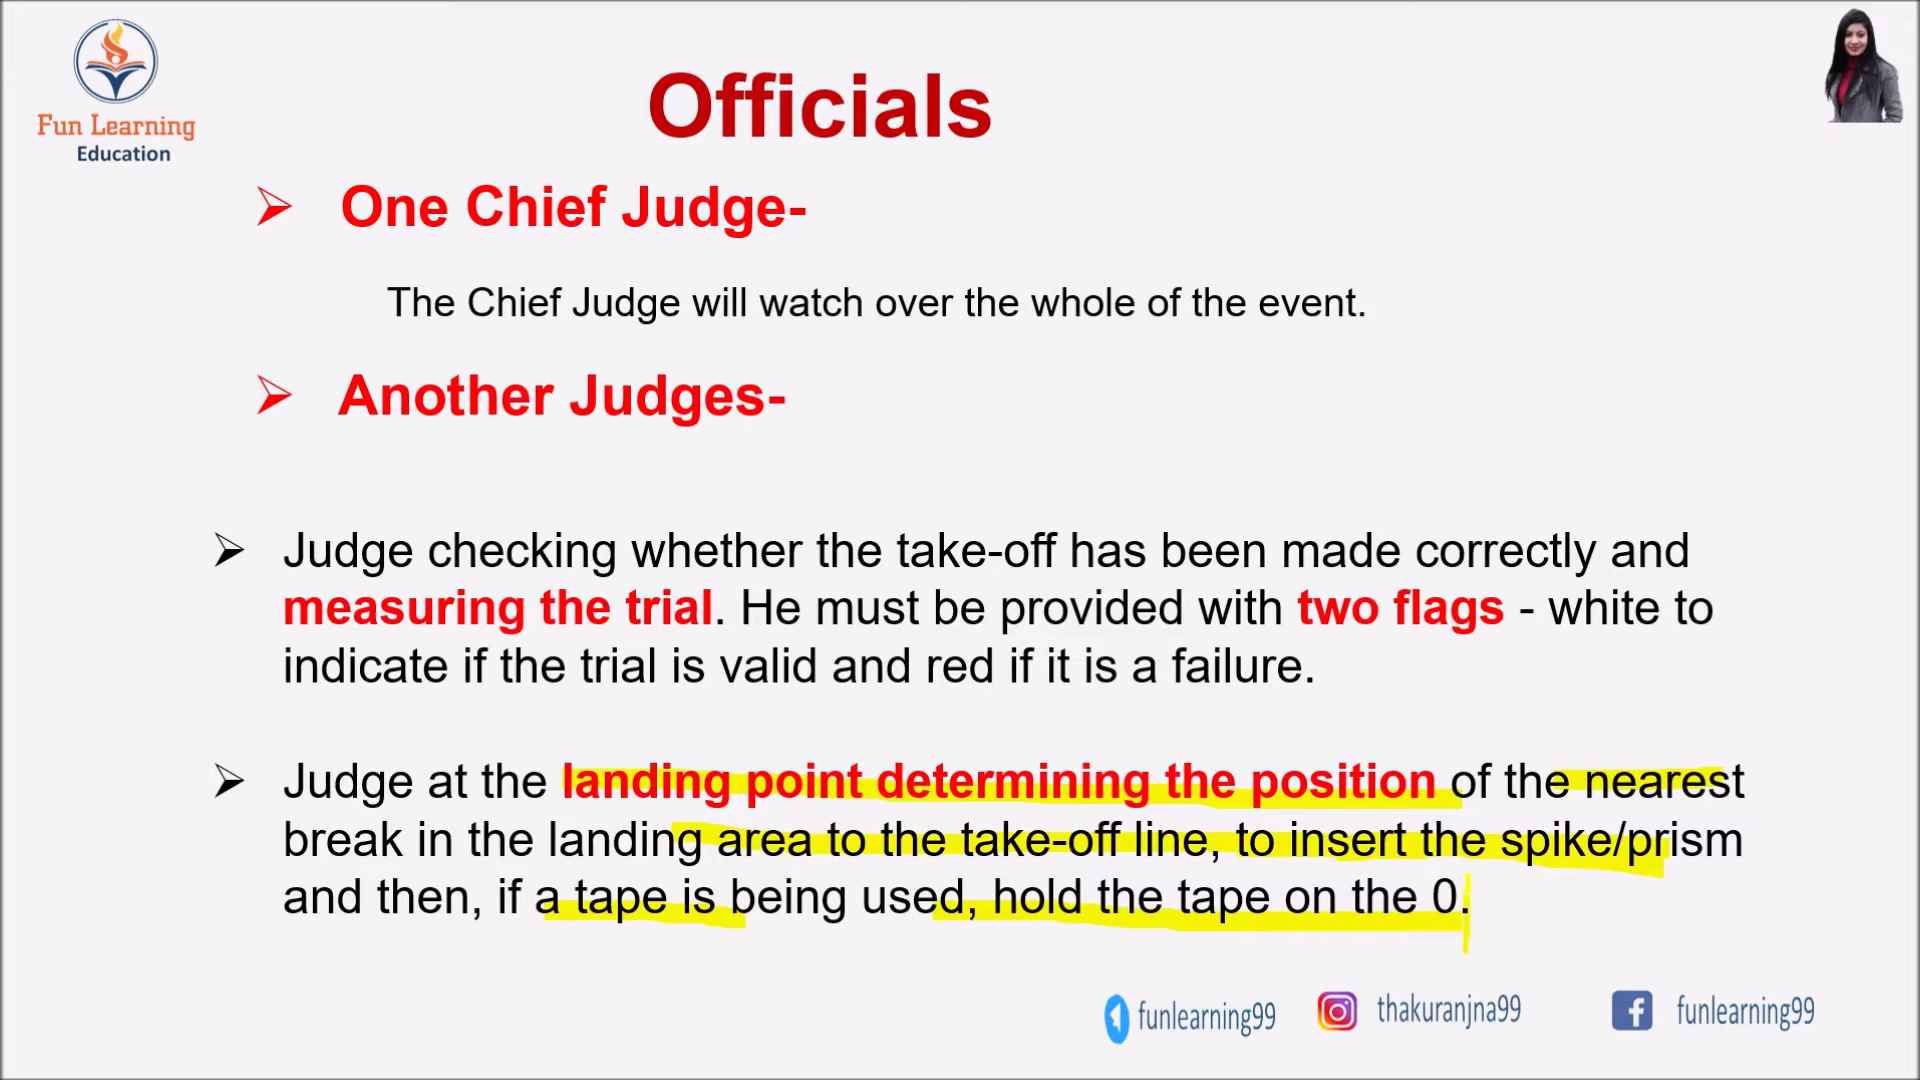 Fun Learning
Education
Officials
One Chief Judge-
The Chief Judge will watch over the whole of the event.
Another Judges-
Judge checking whether the take-off has been made correctly and
measuring the trial. He must be provided with two flags - white to
indicate if the trial is valid and red if it is a failure.
Judge at the landing point determining the position of the nearest
break in the landing area to the take-off line, to insert the spike/prism
and then, if a tape is being used, hold the tape on the 0.
funlearning99
thakuranjna99
funlearning99